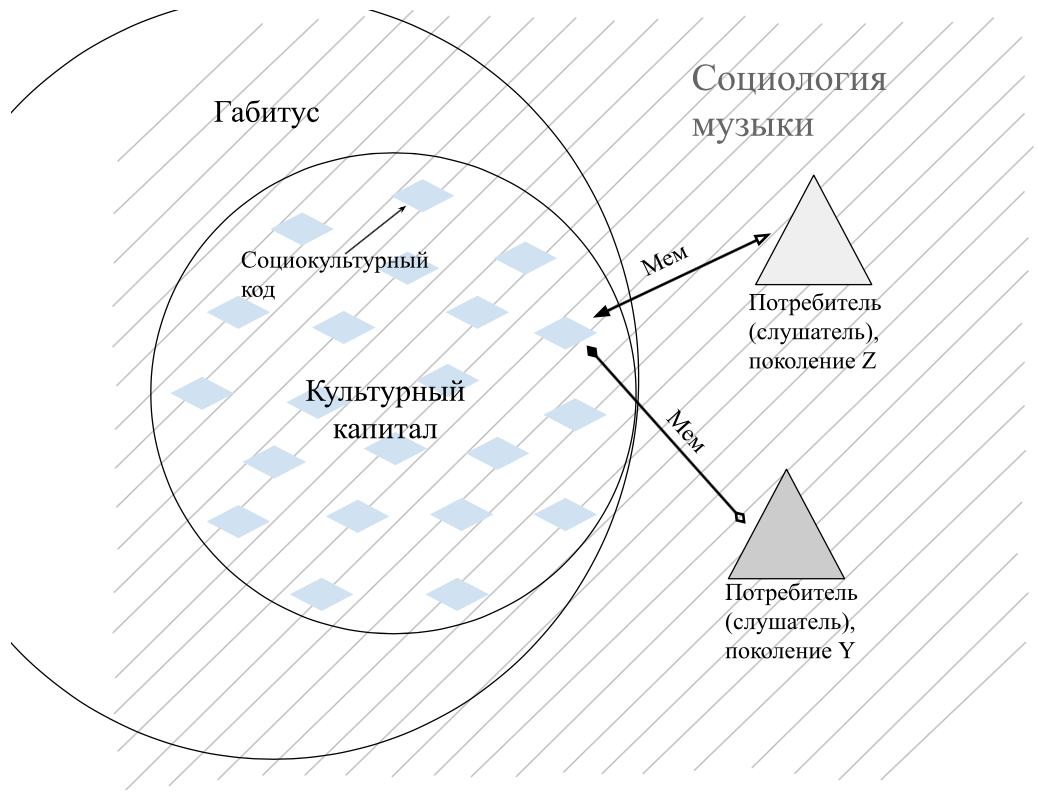 Социология
музыки
Габитус
Социокультурный
код
Культурный
капитал
Мем
Потребитель
(слушатель),
поколение Z
Мем
Потребитель
(слушатель),
поколение Y